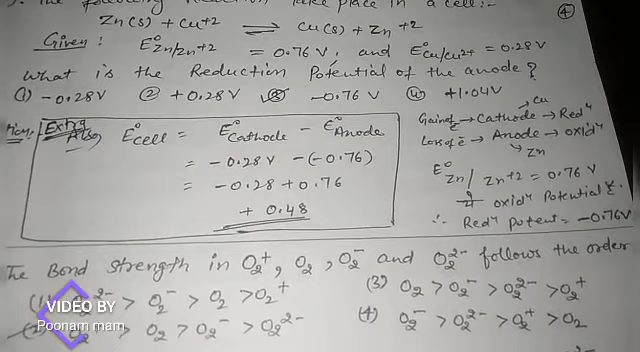 take place in a cell:-
Zn(s) + Cu+2 ⇌ Cu(s) + Zn+2
④
Given : E°Zn/Zn+2 = 0.76 V, and E°Cu/Cu2+ = 0.28 V
What is the Reduction Potential of the anode?
① -0.28V ② +0.28V ③ -0.76 V ④ +1.04V
Extra
E°cell = E°Cathode - E°Anode
= -0.28 V -(-0.76)
= -0.28 + 0.76
+ 0.48
Cu
Gain of e̅ → Cathode → Redⁿ
Loss of e̅ → Anode → Oxidⁿ
Zn
E°Zn/Zn+2 = 0.76 V
oxidⁿ Potential
∴ Redⁿ potent = -0.76V
The Bond Strength in O2+, O2, O2- and O22- follows the order
(1) O22- > O2- > O2 > O2+
(3) O2 > O2- > O22- > O2+
> O2 > O2- > O22-
(4) O2- > O22- > O2+ > O2
VIDEO BY
Poonam mam